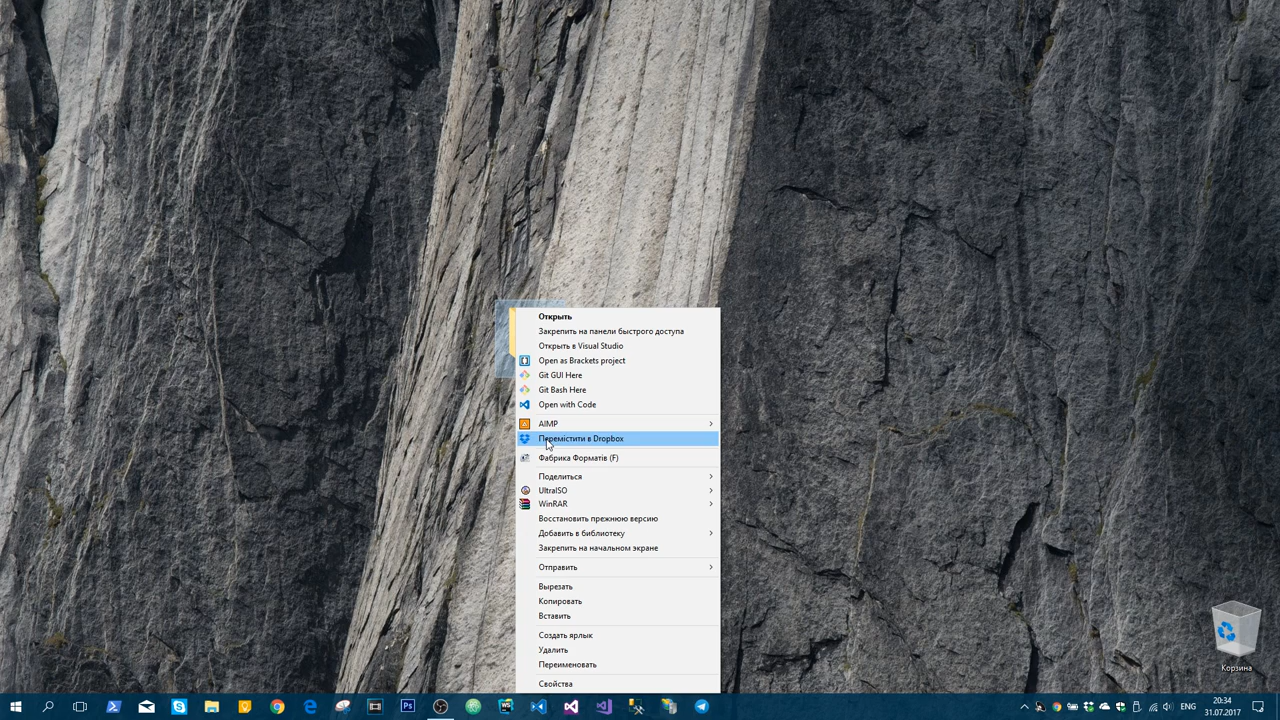 Открыть
Закрепить на панели быстрого доступа
Открыть в Visual Studio
Open as Brackets project
Git GUI Here
Git Bash Here
Open with Code
AIMP
Перемістити в Dropbox
Фабрика Форматів (F)
Поделиться
UltraISO
WinRAR
Восстановить прежнюю версию
Добавить в библиотеку
Закрепить на начальном экране
Отправить
Вырезать
Копировать
Вставить
Создать ярлык
Удалить
Переименовать
Свойства
Корзина
ENG
20:34
31.07.2017